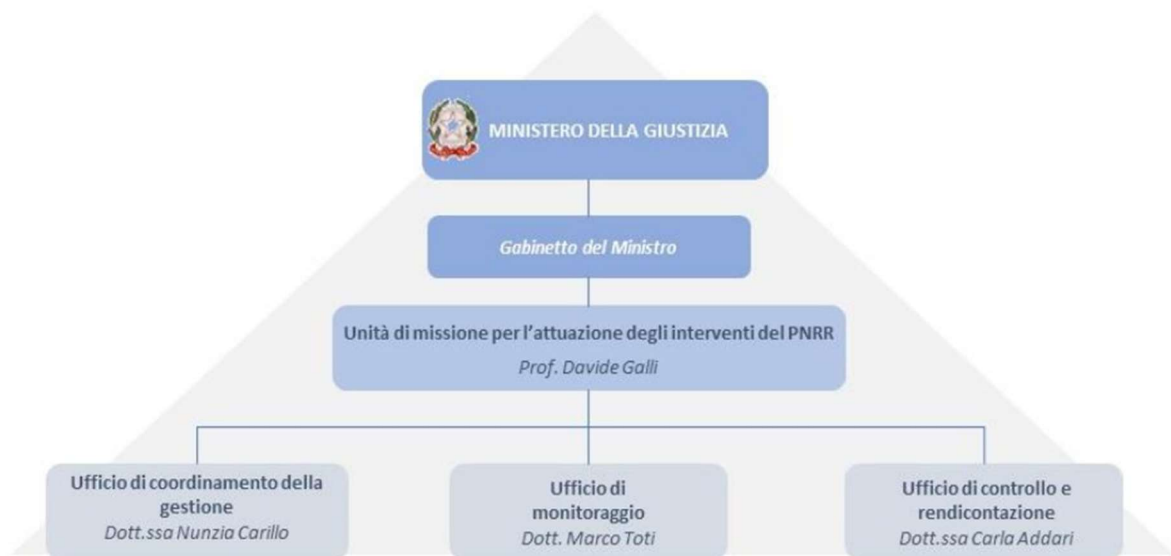 MINISTERO DELLA GIUSTIZIA
Gabinetto del Ministro
Unità di missione per l'attuazione degli interventi del PNRR
Prof. Davide Galli
Ufficio di coordinamento della
gestione
Dott.ssa Nunzia Carillo
Ufficio di
monitoraggio
Dott. Marco Toti
Ufficio di controllo e
rendicontazione
Dott.ssa Carla Addari